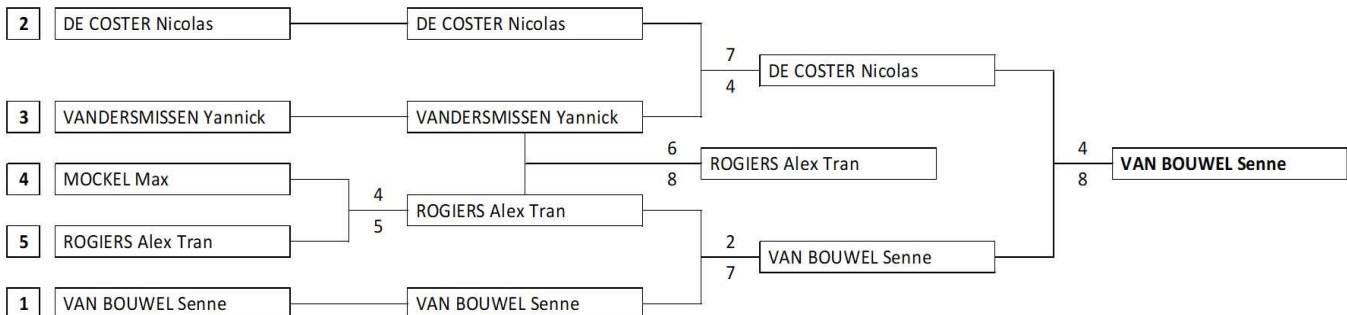 2 DE COSTER Nicolas DE COSTER Nicolas
7
DE COSTER Nicolas
4
3 VANDERSMISSEN Yannick VANDERSMISSEN Yannick
6 4
ROGIERS Alex Tran VAN BOUWEL Senne
8 8
4 MOCKEL Max
4
ROGIERS Alex Tran
5
5 ROGIERS Alex Tran
2
VAN BOUWEL Senne
7
1 VAN BOUWEL Senne VAN BOUWEL Senne